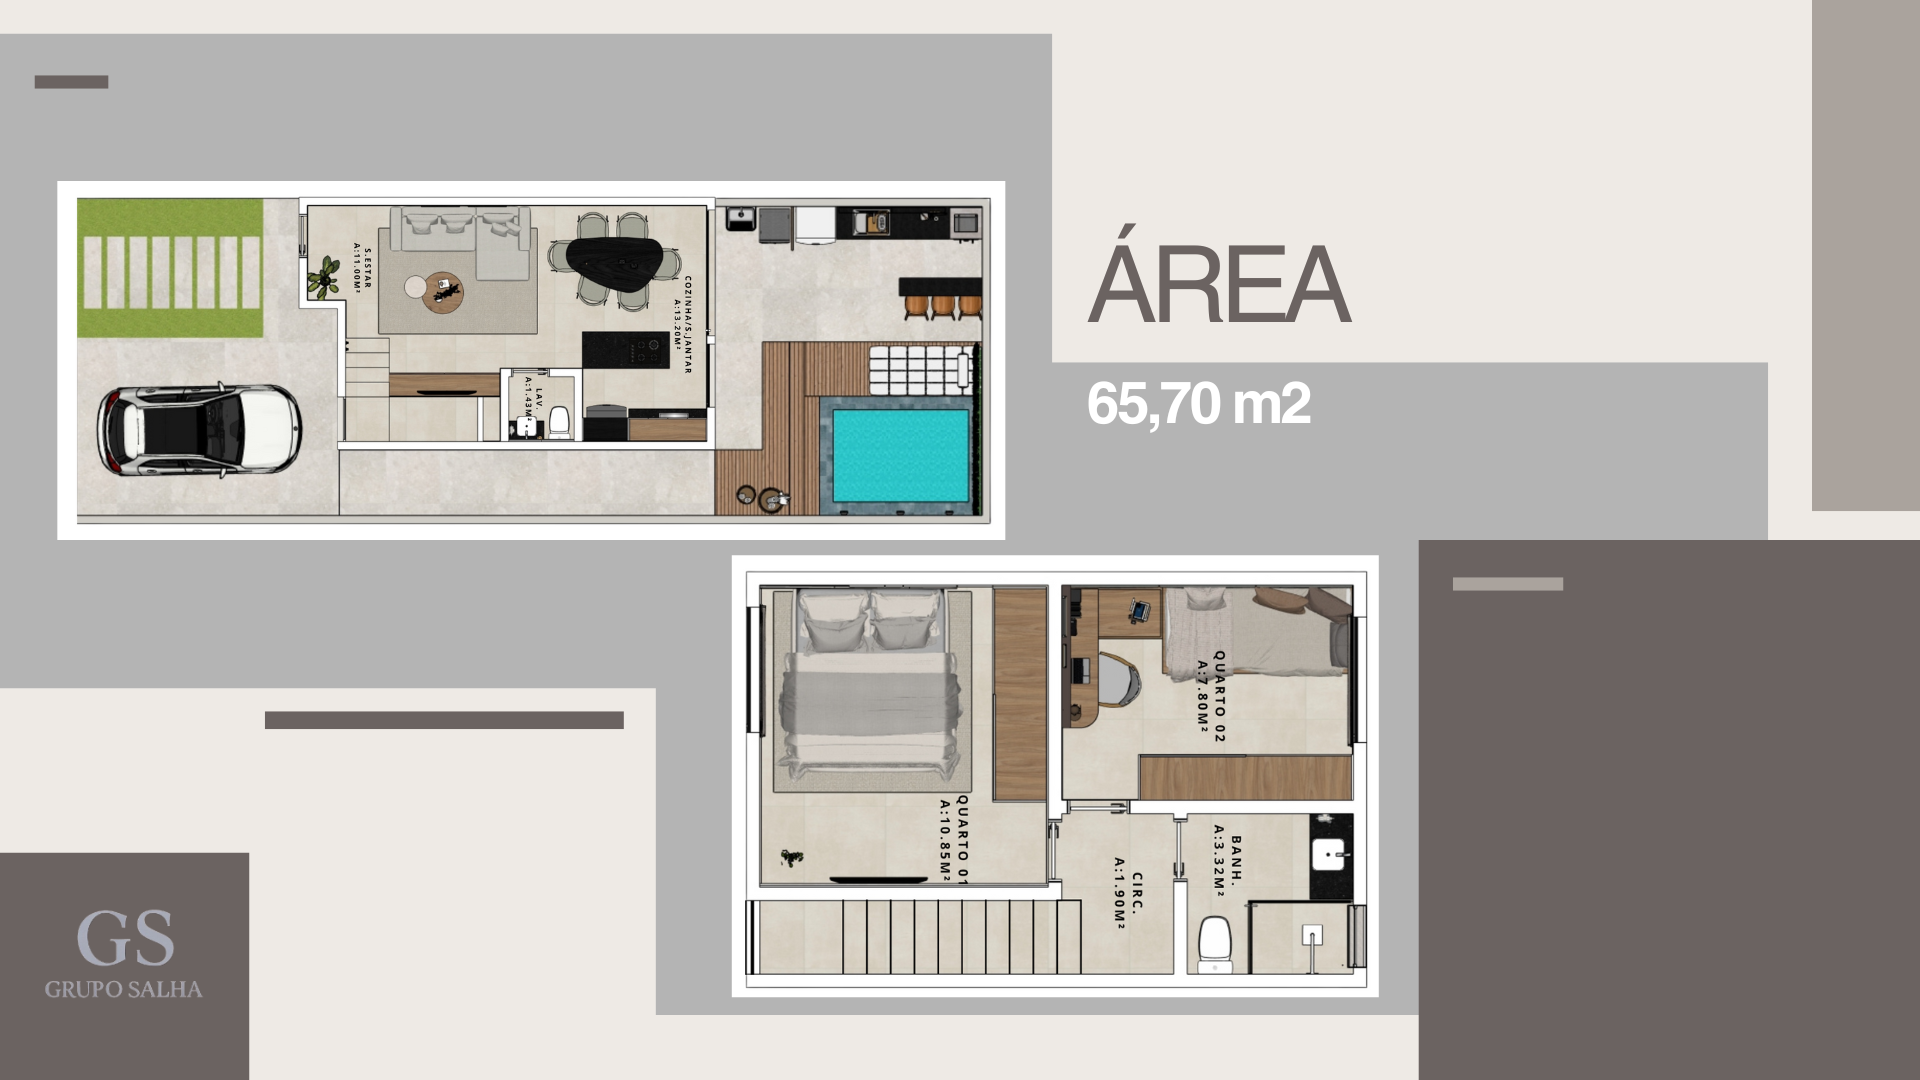 ÁREA
65,70 m2
S.ESTAR
A:11.00M²
COZINHA/S.JANTAR
A:13.20M²
LAV.
A:1.43M²
QUARTO 01
A:10.85M²
QUARTO 02
A:7.80M²
CIRC.
A:1.90M²
BANH.
A:3.32M²
GS
GRUPO SALHA